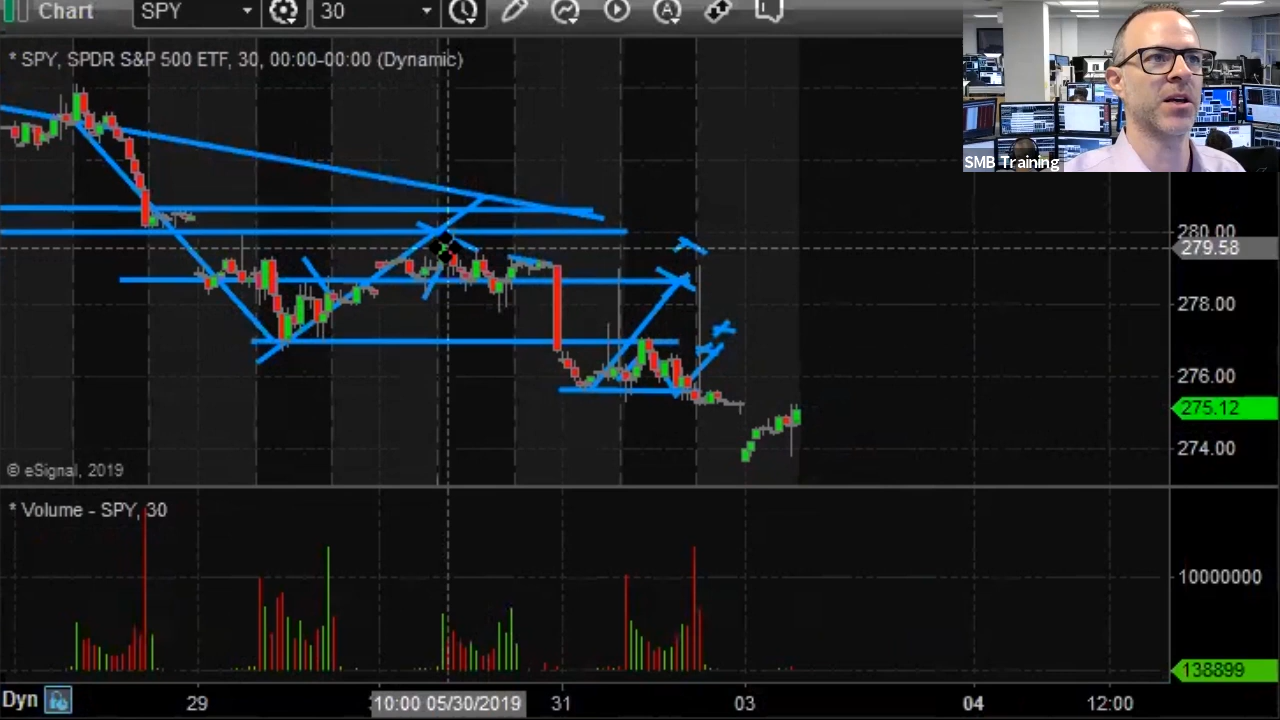 Chart SPY 30
* SPY, SPDR S&P 500 ETF, 30, 00:00-00:00 (Dynamic)
SMB Training
280.00
279.58
278.00
276.00
275.12
274.00
© eSignal, 2019
* Volume - SPY, 30
10000000
138899
Dyn 29 10:00 05/30/2019 31 03 04 12:00